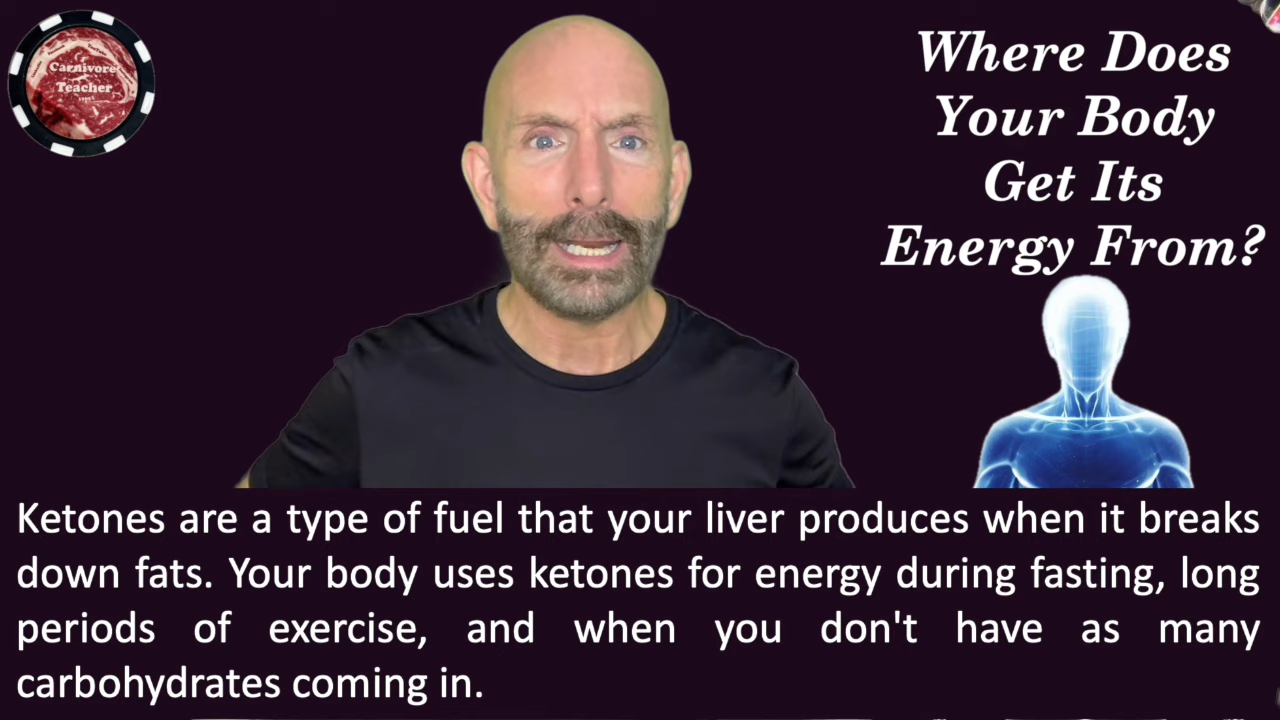 Carnivore
Teacher
Where Does
Your Body
Get Its
Energy From?
Ketones are a type of fuel that your liver produces when it breaks
down fats. Your body uses ketones for energy during fasting, long
periods of exercise, and when you don't have as many
carbohydrates coming in.